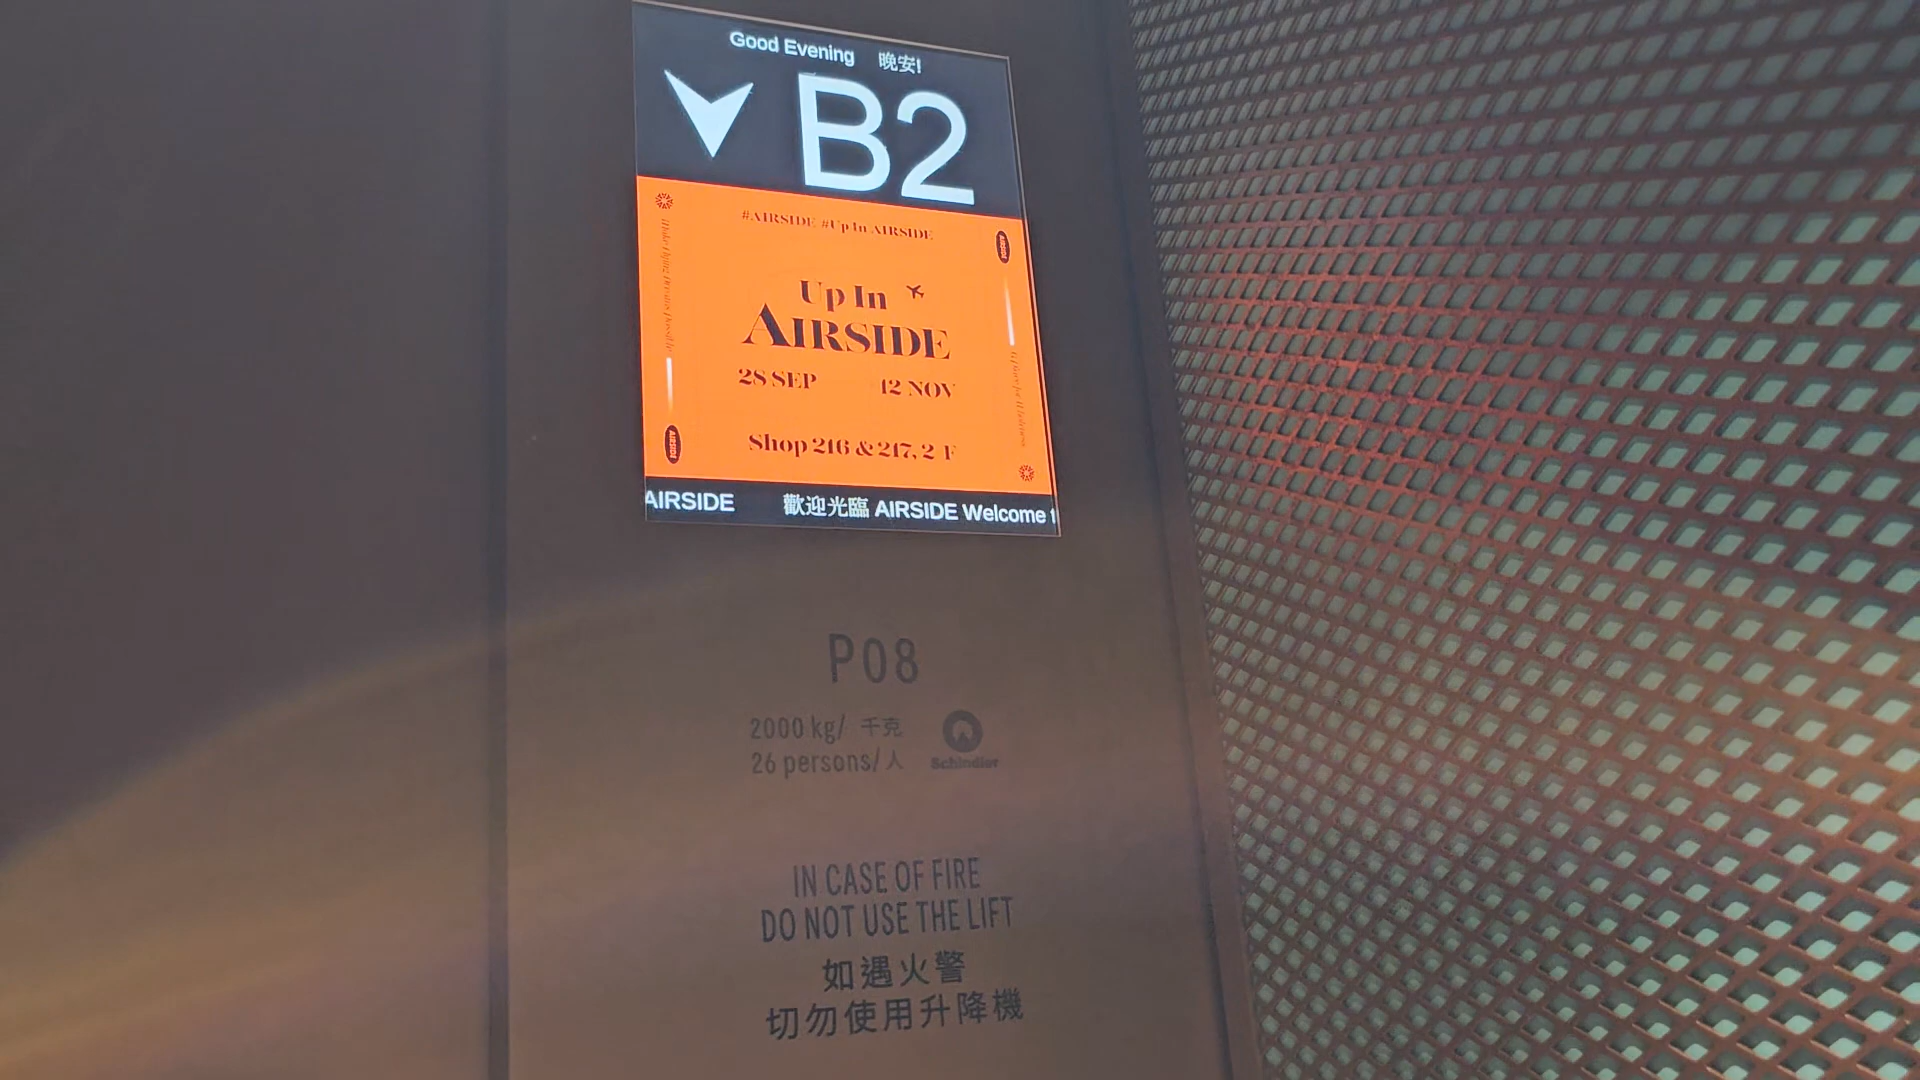 Good Evening 晚安!
B2
#AIRSIDE #Up In AIRSIDE
Up In
AIRSIDE
28 SEP 12 NOV
Shop 216 & 217, 2/F
AIRSIDE 歡迎光臨 AIRSIDE Welcome t
AIRSIDE
AIRSIDE
P08
2000 kg/ 千克
26 persons/人
Schindler
IN CASE OF FIRE
DO NOT USE THE LIFT
如遇火警
切勿使用升降機